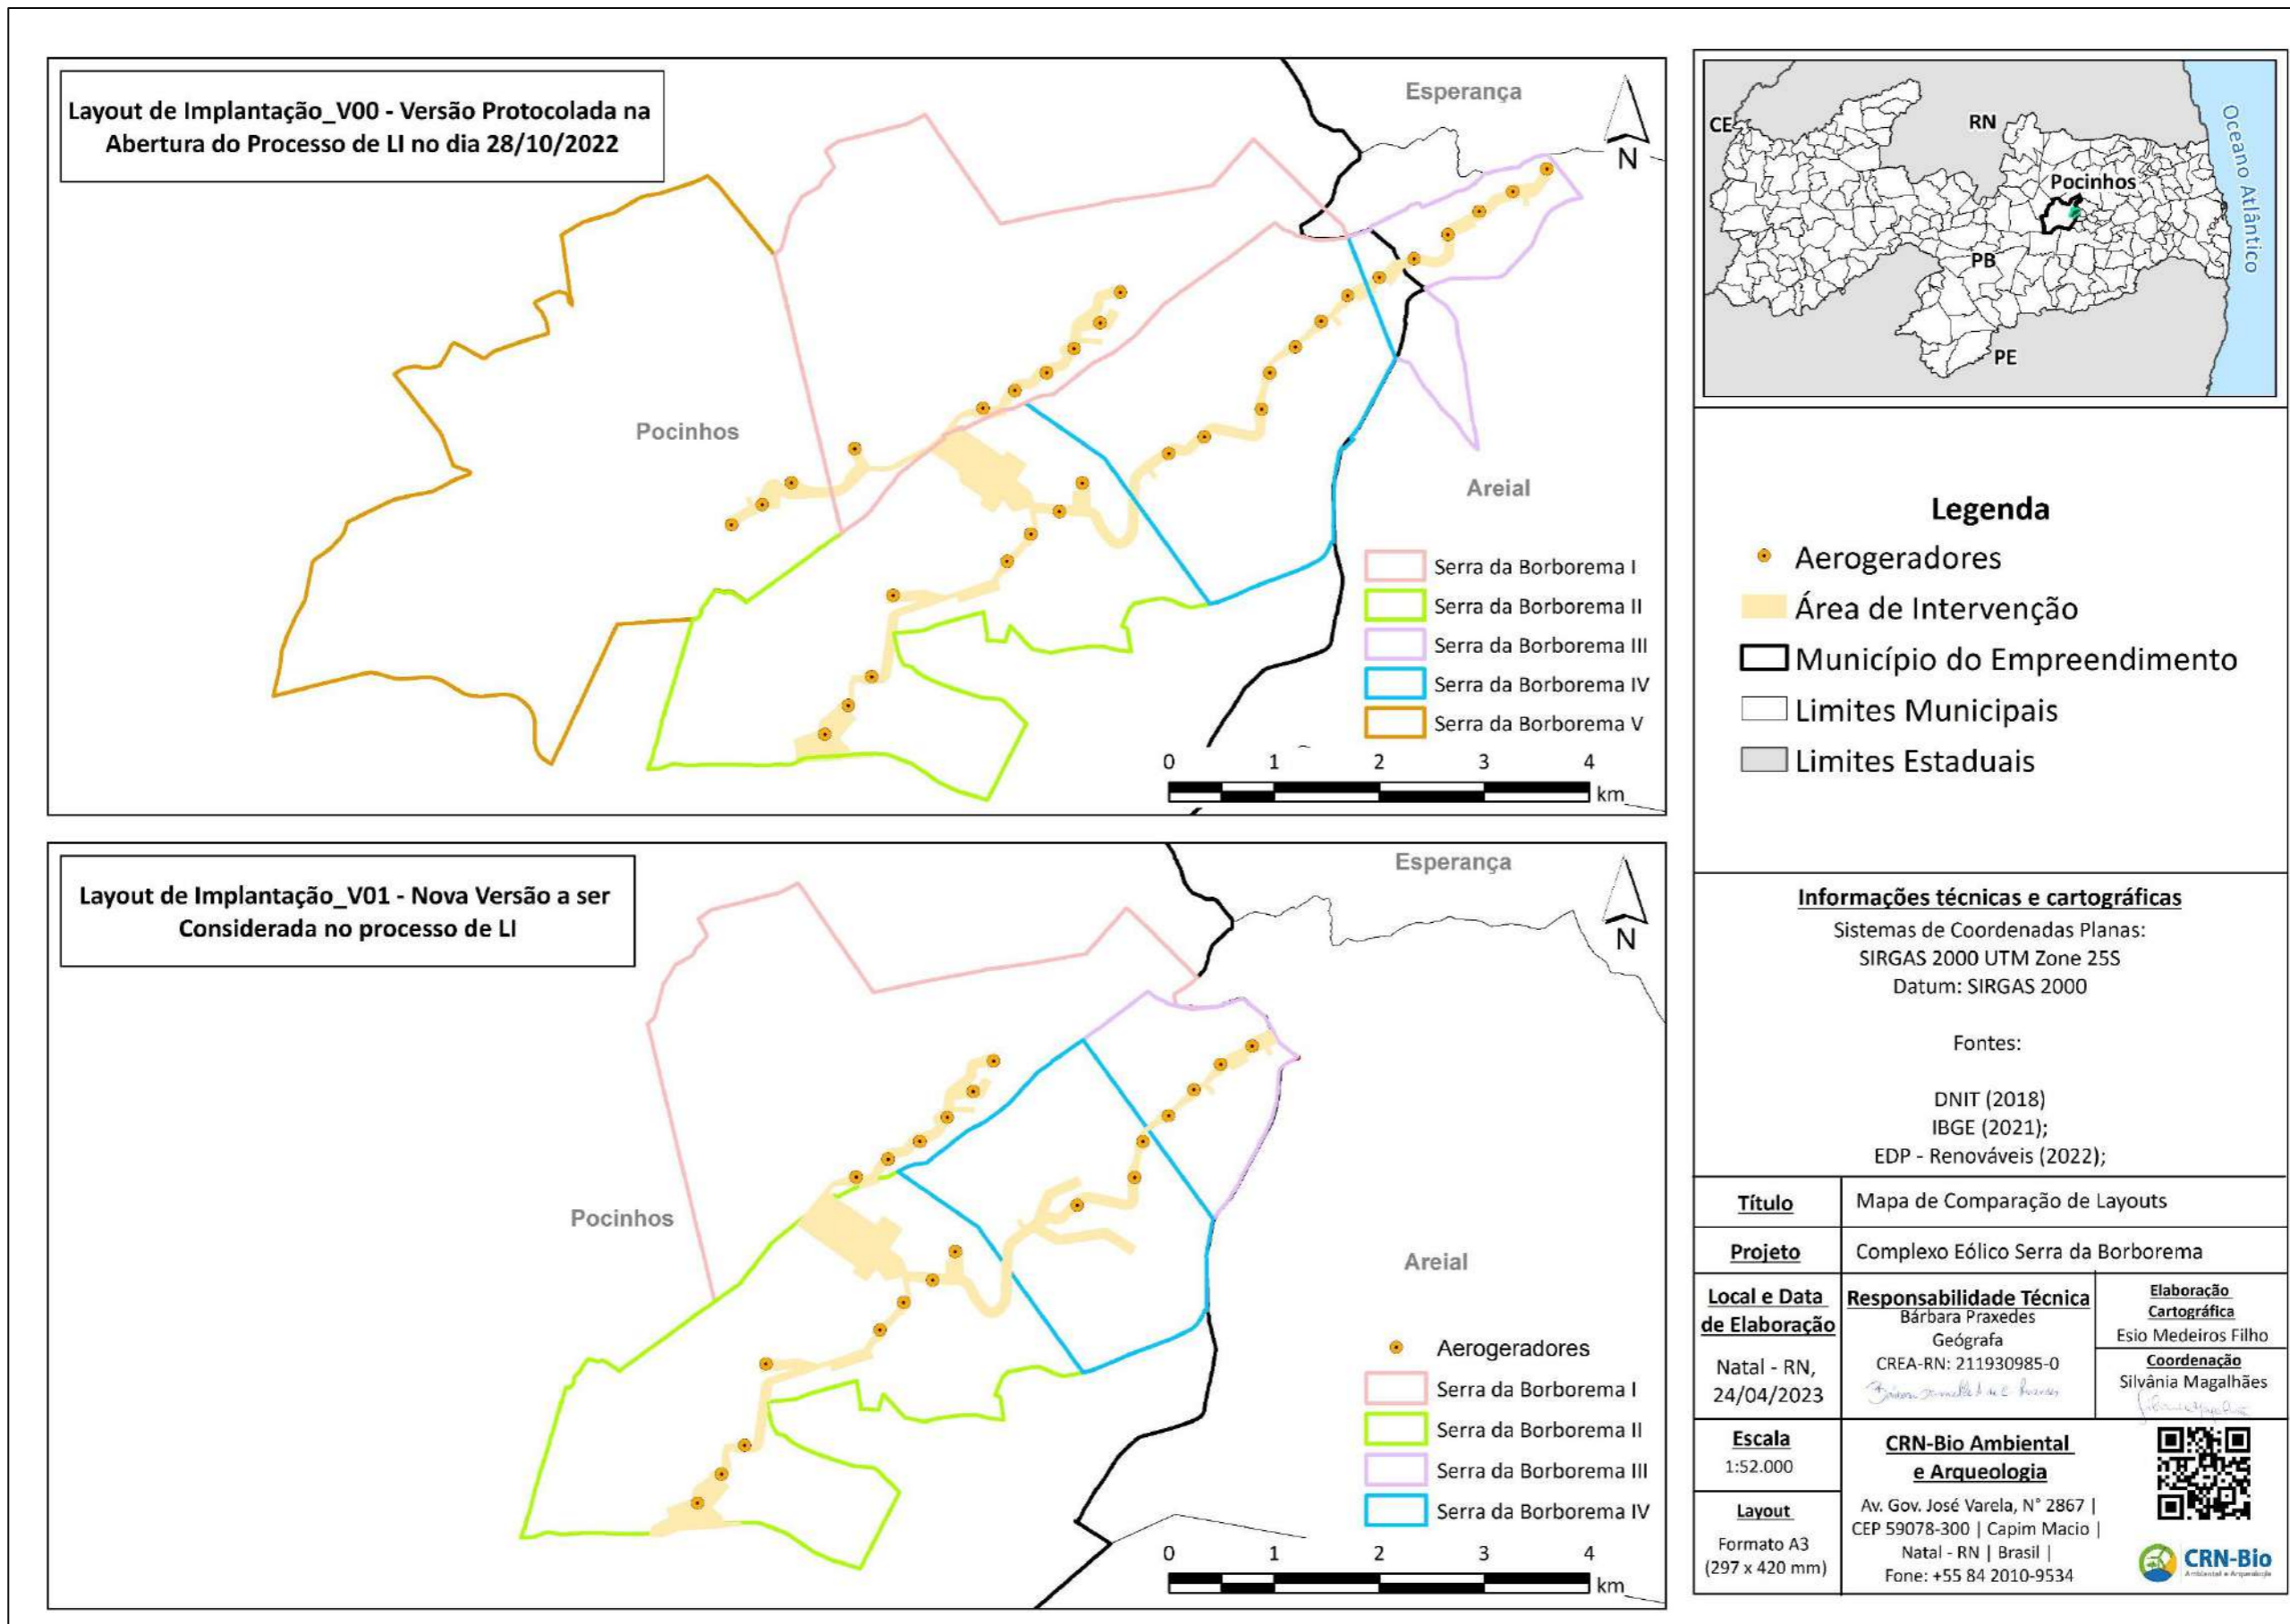 Layout de Implantação_V00 - Versão Protocolada na
Abertura do Processo de LI no dia 28/10/2022
Esperança
N
Pocinhos
Areial
Serra da Borborema I
Serra da Borborema II
Serra da Borborema III
Serra da Borborema IV
Serra da Borborema V
0 1 2 3 4
km
Layout de Implantação_V01 - Nova Versão a ser
Considerada no processo de LI
Esperança
N
Pocinhos
Areial
Aerogeradores
Serra da Borborema I
Serra da Borborema II
Serra da Borborema III
Serra da Borborema IV
0 1 2 3 4
km
CE
RN
Pocinhos
PB
PE
Oceano Atlântico
Legenda
Aerogeradores
Área de Intervenção
Município do Empreendimento
Limites Municipais
Limites Estaduais
Informações técnicas e cartográficas
Sistemas de Coordenadas Planas:
SIRGAS 2000 UTM Zone 25S
Datum: SIRGAS 2000
Fontes:
DNIT (2018)
IBGE (2021);
EDP - Renováveis (2022);
Título
Mapa de Comparação de Layouts
Projeto
Complexo Eólico Serra da Borborema
Local e Data
de Elaboração
Natal - RN,
24/04/2023
Responsabilidade Técnica
Bárbara Praxedes
Geógrafa
CREA-RN: 211930985-0
Elaboração
Cartográfica
Esio Medeiros Filho
Coordenação
Silvânia Magalhães
Escala
1:52.000
Layout
Formato A3
(297 x 420 mm)
CRN-Bio Ambiental
e Arqueologia
Av. Gov. José Varela, N° 2867 |
CEP 59078-300 | Capim Macio |
Natal - RN | Brasil |
Fone: +55 84 2010-9534
CRN-Bio
Ambiental e Arqueologia